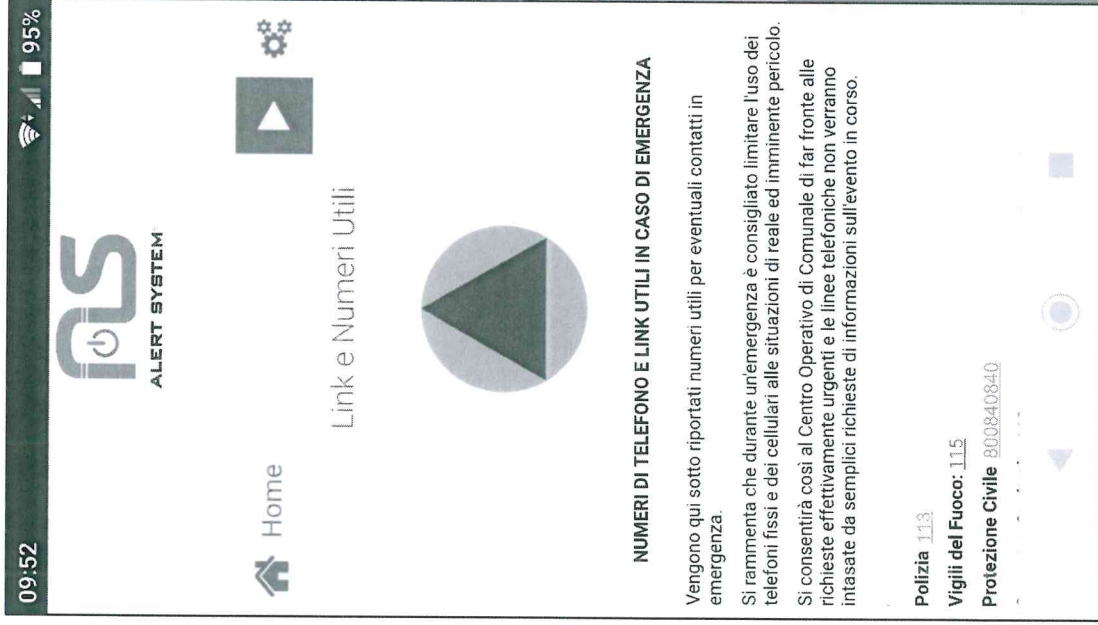 09:52
95%
nLS
ALERT SYSTEM
Home
Link e Numeri Utili
NUMERI DI TELEFONO E LINK UTILI IN CASO DI EMERGENZA
Vengono qui sotto riportati numeri utili per eventuali contatti in
emergenza.
Si rammenta che durante un'emergenza è consigliato limitare l'uso dei
telefoni fissi e dei cellulari alle situazioni di reale ed imminente pericolo.
Si consentirà così al Centro Operativo di Comunale di far fronte alle
richieste effettivamente urgenti e le linee telefoniche non verranno
intasate da semplici richieste di informazioni sull'evento in corso.
Polizia 113
Vigili del Fuoco: 115
Protezione Civile 800840840